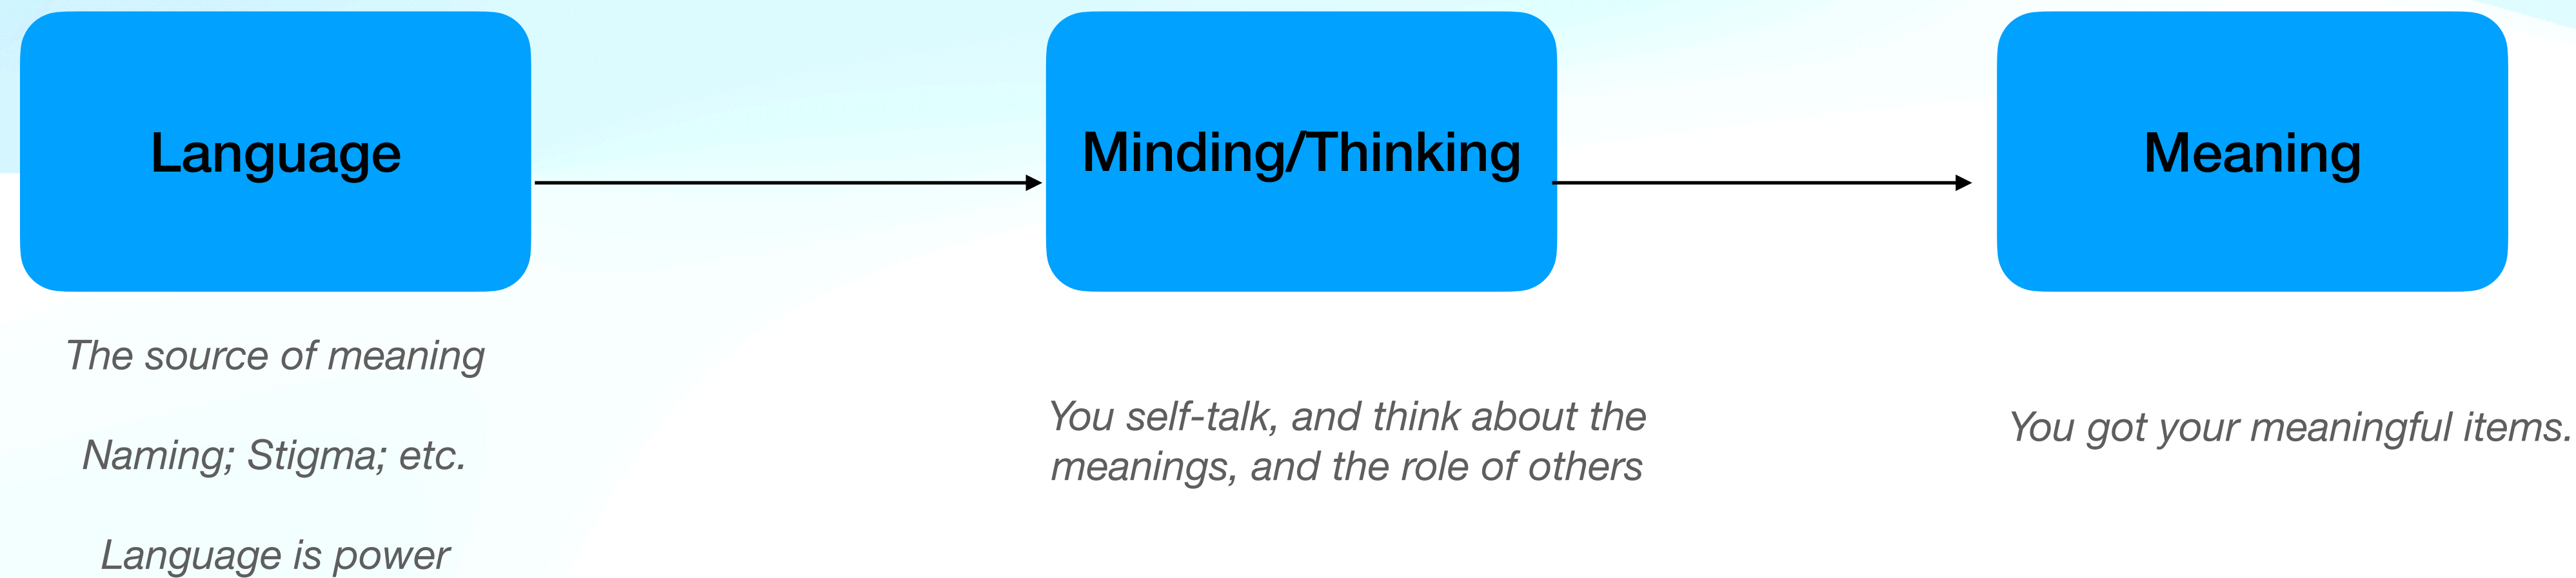 Language
Minding/Thinking
Meaning
The source of meaning
Naming; Stigma; etc.
Language is power
You self-talk, and think about the
meanings, and the role of others
You got your meaningful items.